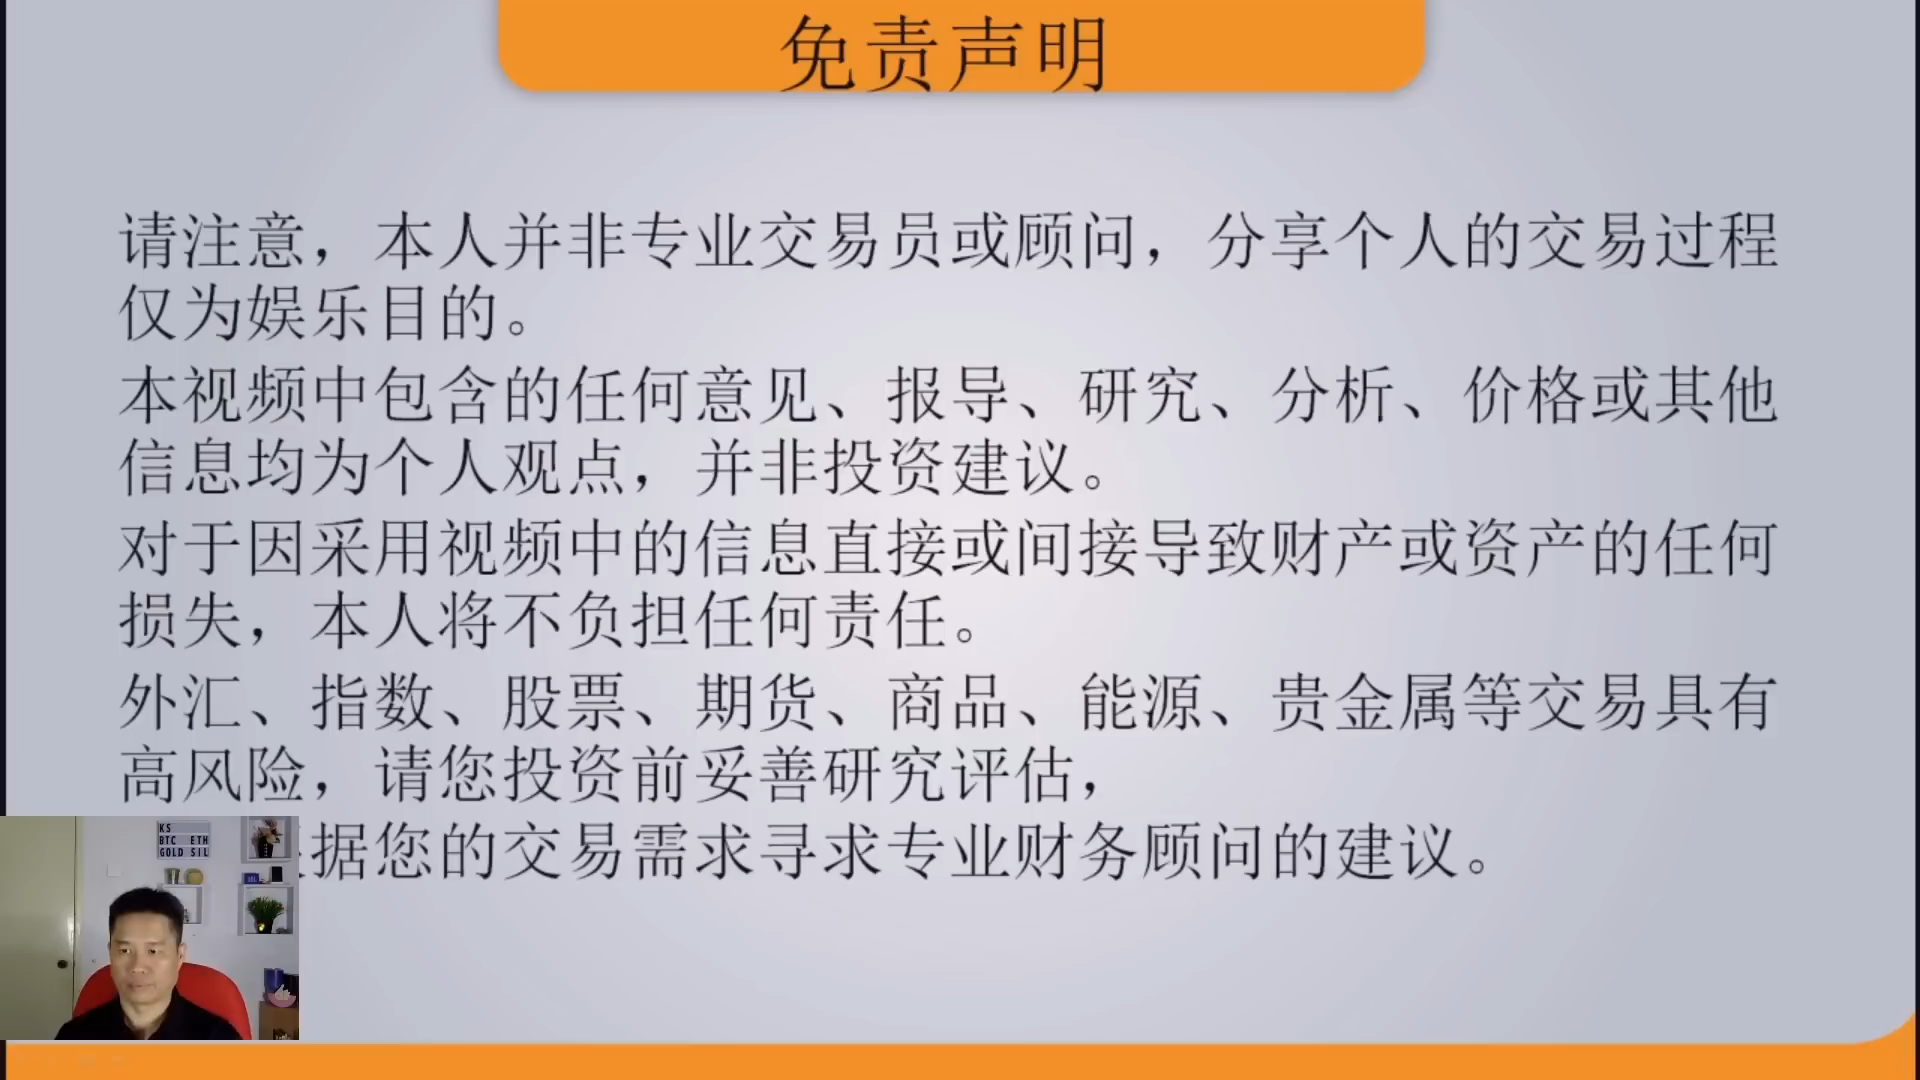 免责声明
请注意，本人并非专业交易员或顾问，分享个人的交易过程
仅为娱乐目的。
本视频中包含的任何意见、报导、研究、分析、价格或其他
信息均为个人观点，并非投资建议。
对于因采用视频中的信息直接或间接导致财产或资产的任何
损失，本人将不负担任何责任。
外汇、指数、股票、期货、商品、能源、贵金属等交易具有
高风险，请您投资前妥善研究评估，
据您的交易需求寻求专业财务顾问的建议。
KS
BTC ETH
GOLD SIL